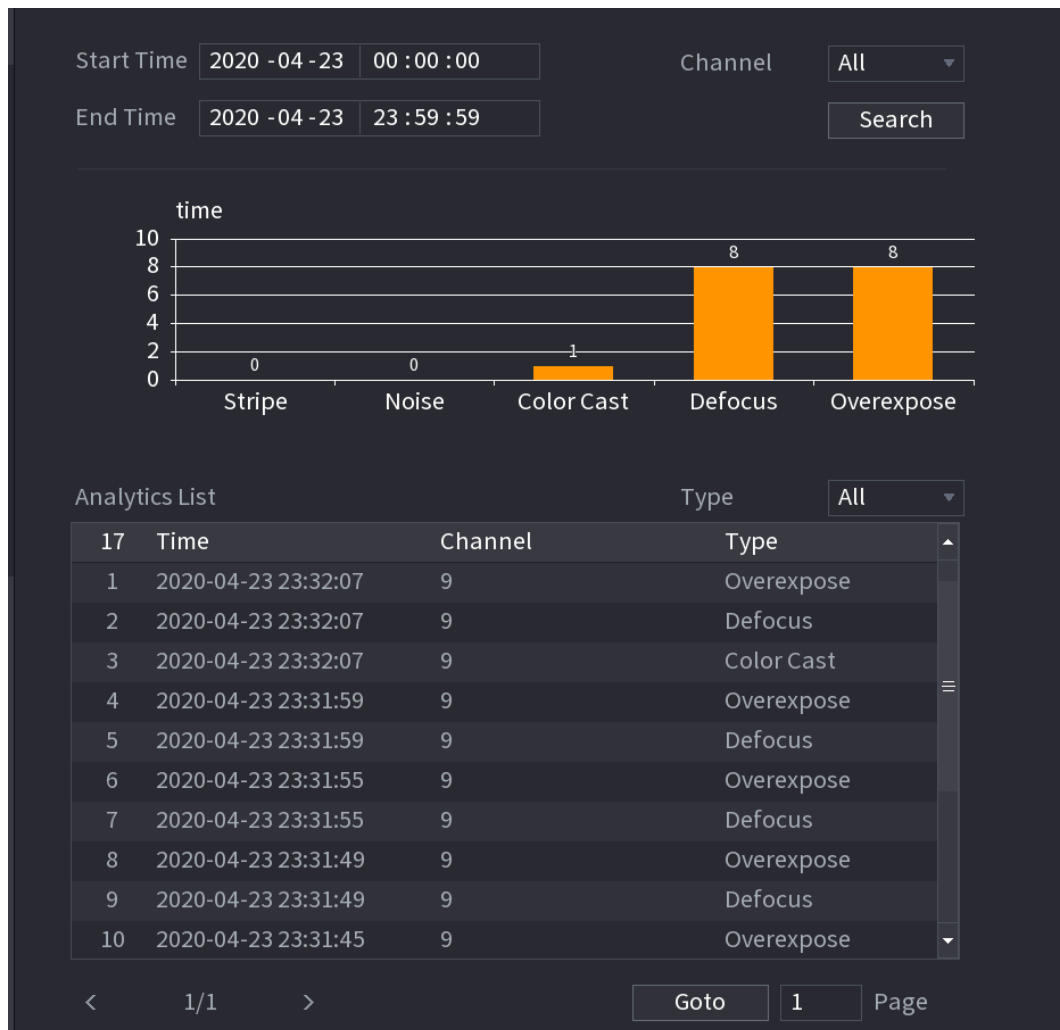 Start Time 2020 -04 -23 00 : 00 : 00 Channel All
End Time 2020 -04 -23 23 : 59 : 59 Search
time
10
8
6
4
2
0
0 0 1 8 8
Stripe Noise Color Cast Defocus Overexpose
Analytics List Type All
17 Time Channel Type
1 2020-04-23 23:32:07 9 Overexpose
2 2020-04-23 23:32:07 9 Defocus
3 2020-04-23 23:32:07 9 Color Cast
4 2020-04-23 23:31:59 9 Overexpose
5 2020-04-23 23:31:59 9 Defocus
6 2020-04-23 23:31:55 9 Overexpose
7 2020-04-23 23:31:55 9 Defocus
8 2020-04-23 23:31:49 9 Overexpose
9 2020-04-23 23:31:49 9 Defocus
10 2020-04-23 23:31:45 9 Overexpose
< 1/1 > Goto 1 Page